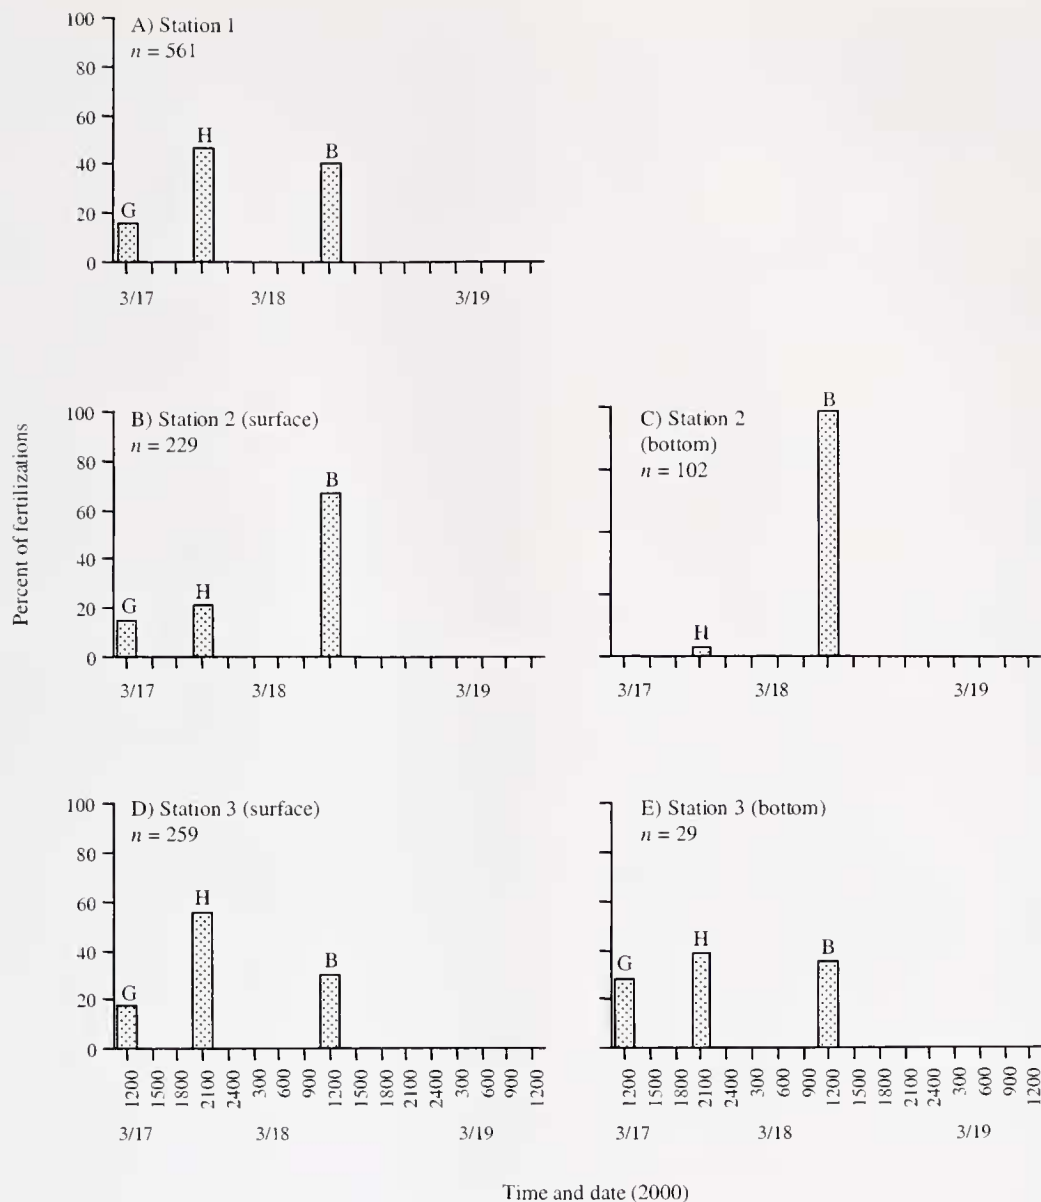 A) Station 1
n = 561
100
80
60
40
20
0
G
H
B
3/17 3/18 3/19
Percent of fertilizations
B) Station 2 (surface)
n = 229
100
80
60
40
20
0
G
H
B
3/17 3/18 3/19
C) Station 2
(bottom)
n = 102
H
B
3/17 3/18 3/19
D) Station 3 (surface)
n = 259
100
80
60
40
20
0
G
H
B
1200 1500 1800 2100 2400 300 600 900 1200 1500 1800 2100 2400 300 600 900 1200
3/17 3/18 3/19
E) Station 3 (bottom)
n = 29
G
H
B
1200 1500 1800 2100 2400 300 600 9000 1200 1500 1800 2100 2400 300 600 9000 1200
3/17 3/18 3/19
Time and date (2000)